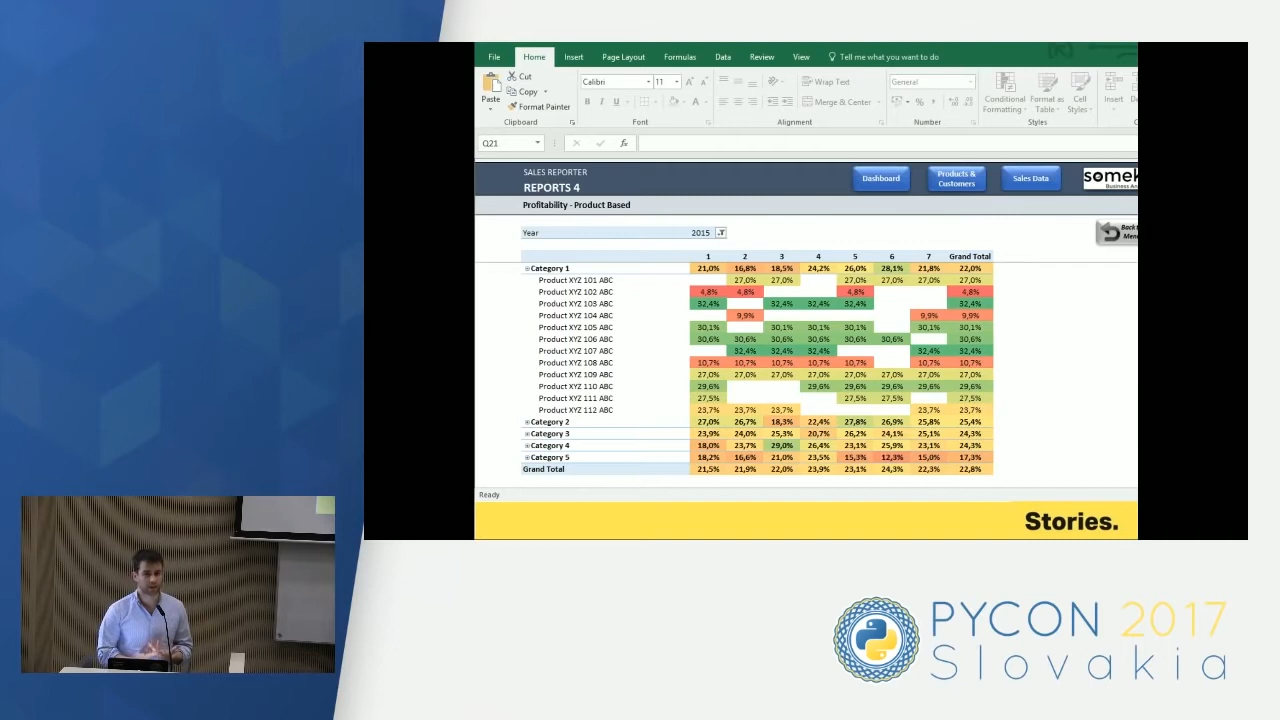 File Home Insert Page Layout Formulas Data Review View Tell me what you want to do
Cut Calibri 11 Wrap Text General
Copy
Paste Format Painter B I U Merge & Center % Conditional Formatting Format as Table Cell Styles Insert
Clipboard Font Alignment Number Styles
Q21 fx
SALES REPORTER
REPORTS 4 Dashboard Products & Customers Sales Data somek
Business An
Profitability - Product Based
Year 2015 Back
Men
1 2 3 4 5 6 7 Grand Total
Category 1 21,0% 16,8% 18,5% 24,2% 26,0% 28,1% 21,8% 22,0%
Product XYZ 101 ABC 27,0% 27,0% 27,0% 27,0% 27,0% 27,0%
Product XYZ 102 ABC 4,8% 4,8% 4,8% 4,8%
Product XYZ 103 ABC 32,4% 32,4% 32,4% 32,4% 32,4%
Product XYZ 104 ABC 9,9% 9,9% 9,9%
Product XYZ 105 ABC 30,1% 30,1% 30,1% 30,1% 30,1% 30,1%
Product XYZ 106 ABC 30,6% 30,6% 30,6% 30,6% 30,6% 30,6% 30,6%
Product XYZ 107 ABC 32,4% 32,4% 32,4% 32,4% 32,4%
Product XYZ 108 ABC 10,7% 10,7% 10,7% 10,7% 10,7% 10,7% 10,7%
Product XYZ 109 ABC 27,0% 27,0% 27,0% 27,0% 27,0% 27,0% 27,0% 27,0%
Product XYZ 110 ABC 29,6% 29,6% 29,6% 29,6% 29,6% 29,6%
Product XYZ 111 ABC 27,5% 27,5% 27,5% 27,5%
Product XYZ 112 ABC 23,7% 23,7% 23,7% 23,7% 23,7%
Category 2 27,0% 26,7% 18,3% 22,4% 27,8% 26,9% 25,8% 25,4%
Category 3 23,9% 24,0% 25,3% 20,7% 26,2% 24,1% 25,1% 24,3%
Category 4 18,0% 23,7% 29,0% 26,4% 23,1% 25,9% 23,1% 24,3%
Category 5 18,2% 16,6% 21,0% 23,5% 15,3% 12,3% 15,0% 17,3%
Grand Total 21,5% 21,9% 22,0% 23,9% 23,1% 24,3% 22,3% 22,8%
Ready
Stories.
PYCON 2017
Slovakia